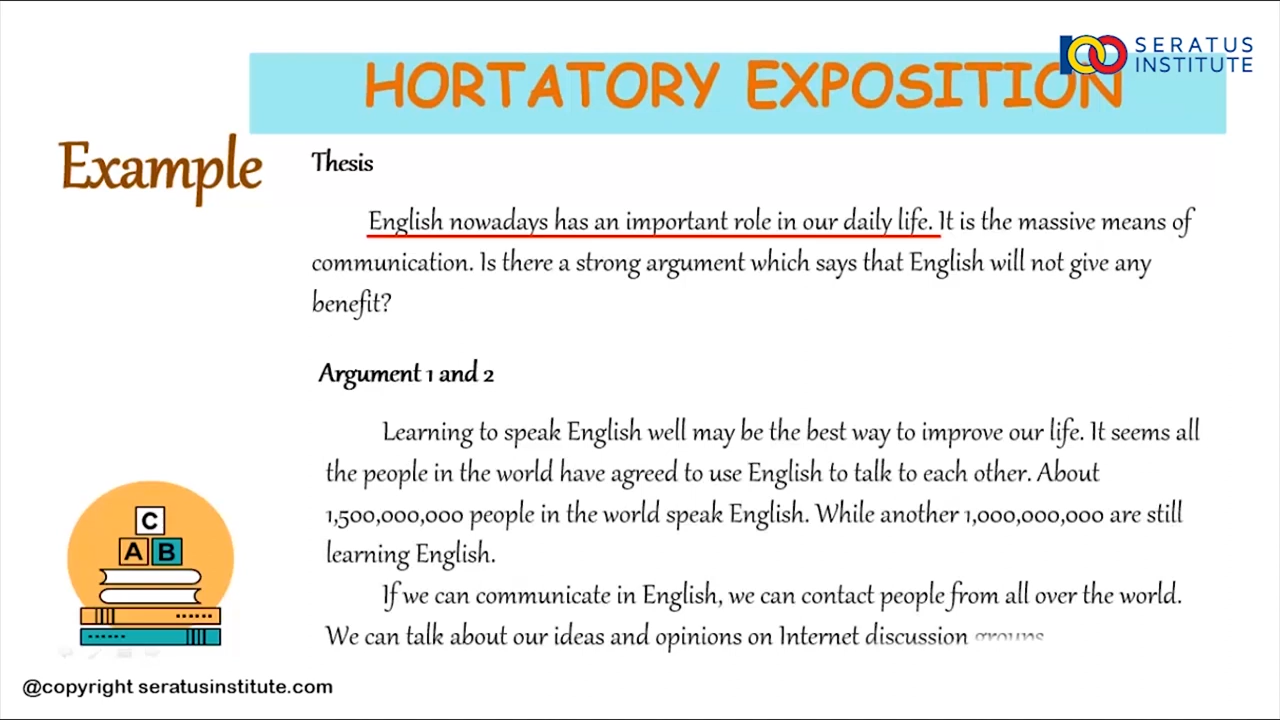 SERATUS
INSTITUTE
HORTATORY EXPOSITION
Example
Thesis
English nowadays has an important role in our daily life. It is the massive means of
communication. Is there a strong argument which says that English will not give any
benefit?
Argument 1 and 2
Learning to speak English well may be the best way to improve our life. It seems all
the people in the world have agreed to use English to talk to each other. About
1,500,000,000 people in the world speak English. While another 1,000,000,000 are still
learning English.
If we can communicate in English, we can contact people from all over the world.
We can talk about our ideas and opinions on Internet discussion groups
C
A B
@copyright seratusinstitute.com